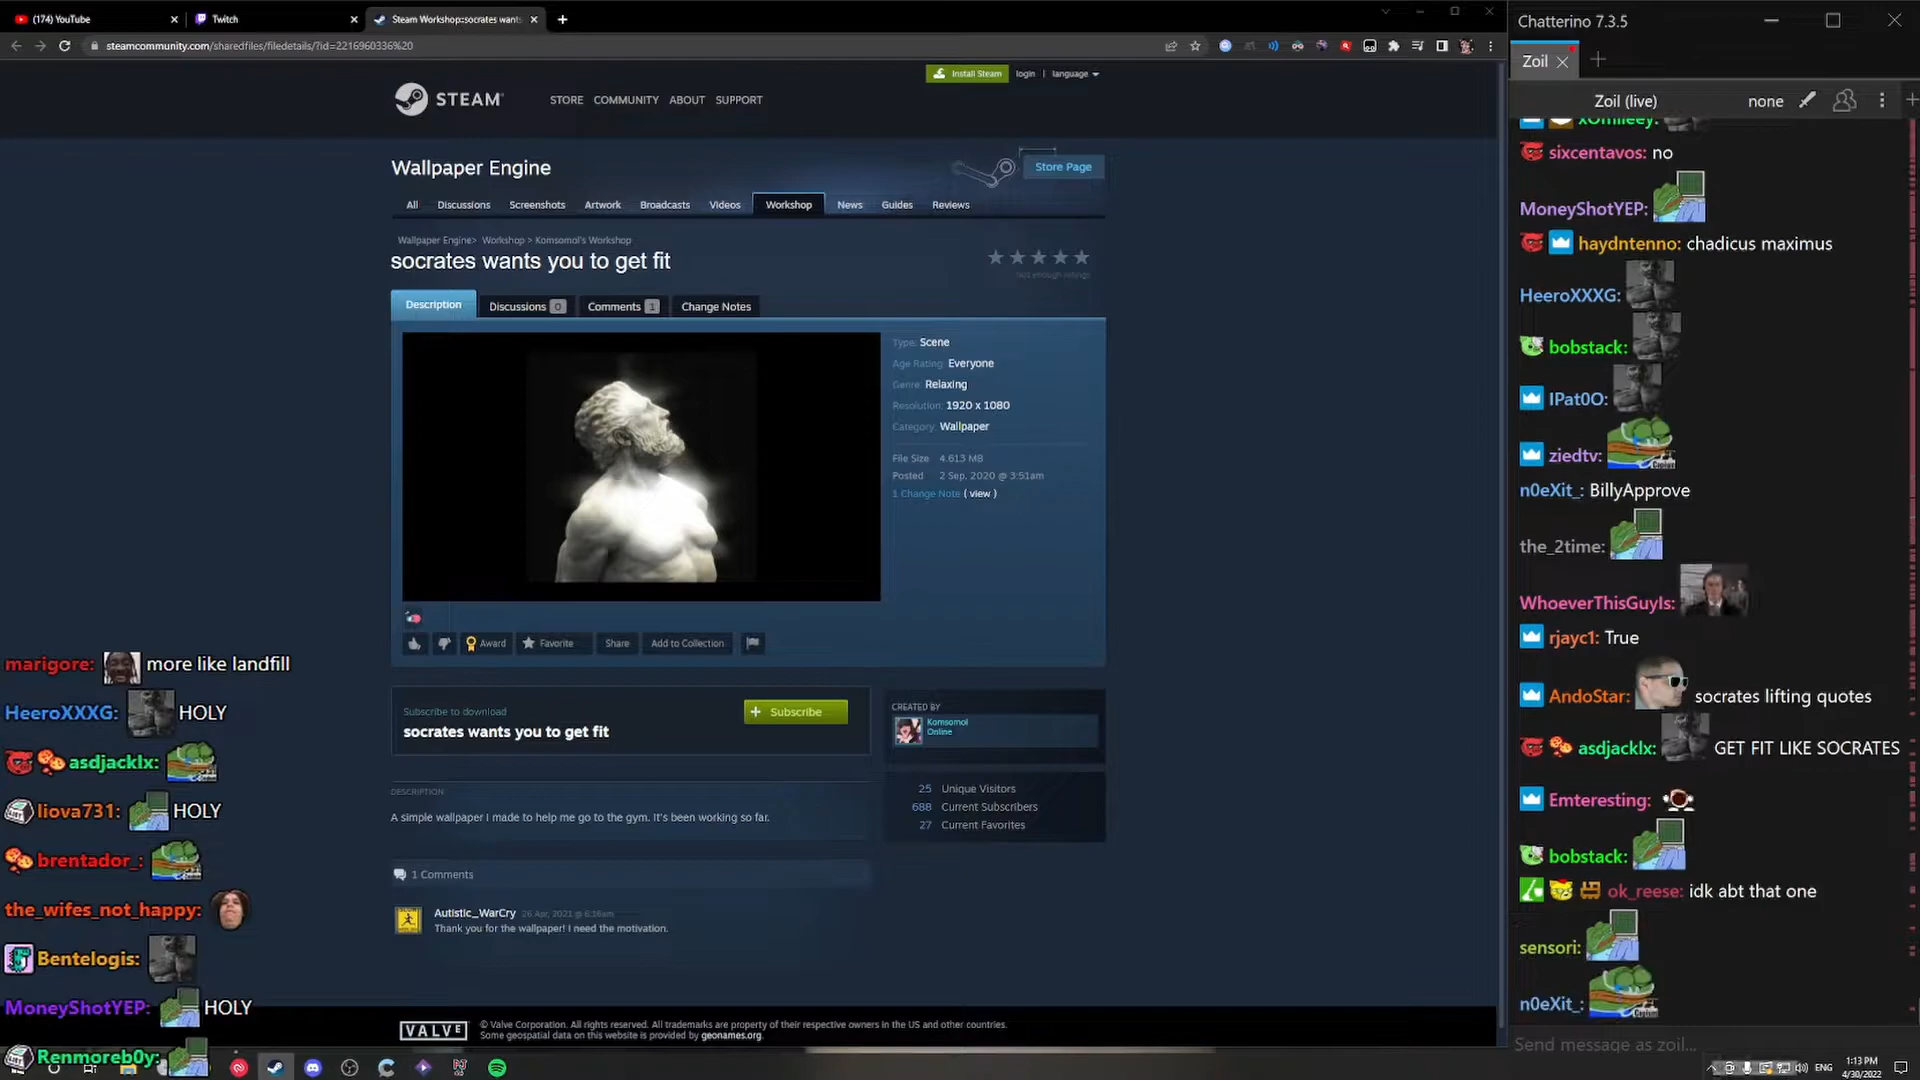 (174) YouTube
Twitch
Steam Workshop::socrates wants
steamcommunity.com/sharedfiles/filedetails/?id=2216960336%20
Install Steam
login
language
STEAM
STORE
COMMUNITY
ABOUT
SUPPORT
Wallpaper Engine
Store Page
All
Discussions
Screenshots
Artwork
Broadcasts
Videos
Workshop
News
Guides
Reviews
Wallpaper Engine> Workshop > Komsomol's Workshop
socrates wants you to get fit
Not enough ratings
Description
Discussions 0
Comments 1
Change Notes
Type: Scene
Age Rating: Everyone
Genre: Relaxing
Resolution: 1920 x 1080
Category: Wallpaper
File Size 4.613 MB
Posted 2 Sep, 2020 @ 3:51am
1 Change Note ( view )
Award
Favorite
Share
Add to Collection
Subscribe to download
socrates wants you to get fit
+ Subscribe
CREATED BY
Komsomol
Online
25 Unique Visitors
688 Current Subscribers
27 Current Favorites
DESCRIPTION
A simple wallpaper I made to help me go to the gym. It's been working so far.
1 Comments
Autistic_WarCry 26 Apr, 2021 @ 6:18am
Thank you for the wallpaper! I need the motivation.
VALVE
© Valve Corporation. All rights reserved. All trademarks are property of their respective owners in the US and other countries.
Some geospatial data on this website is provided by geonames.org.
marigore: more like landfill
HeeroXXXG: HOLY
asdjacklx:
liova731: HOLY
brentador_:
the_wifes_not_happy:
Bentelogis:
MoneyShotYEP: HOLY
Renmoreb0y:
Chatterino 7.3.5
Zoil
Zoil (live)
none
xOmileey:
sixcentavos: no
MoneyShotYEP:
haydntenno: chadicus maximus
HeeroXXXG:
bobstack:
IPat0O:
ziedtv:
n0eXit_: BillyApprove
the_2time:
WhoeverThisGuyIs:
rjayc1: True
AndoStar: socrates lifting quotes
asdjacklx: GET FIT LIKE SOCRATES
Emteresting:
bobstack:
ok_reese: idk abt that one
sensori:
n0eXit_:
Send message as zoil...
ENG
1:13 PM
4/30/2022